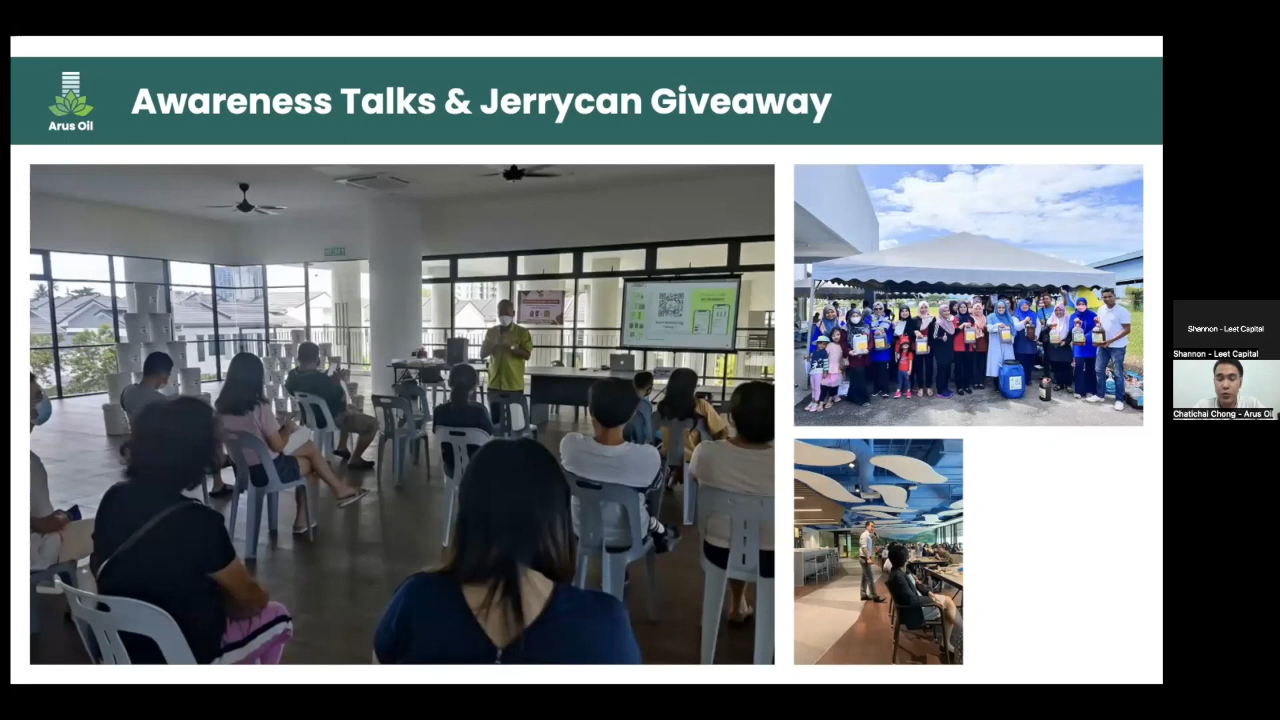 Awareness Talks & Jerrycan Giveaway
Arus Oil
Shannon - Leet Capital
Shannon - Leet Capital
Chatichai Chong - Arus Oil